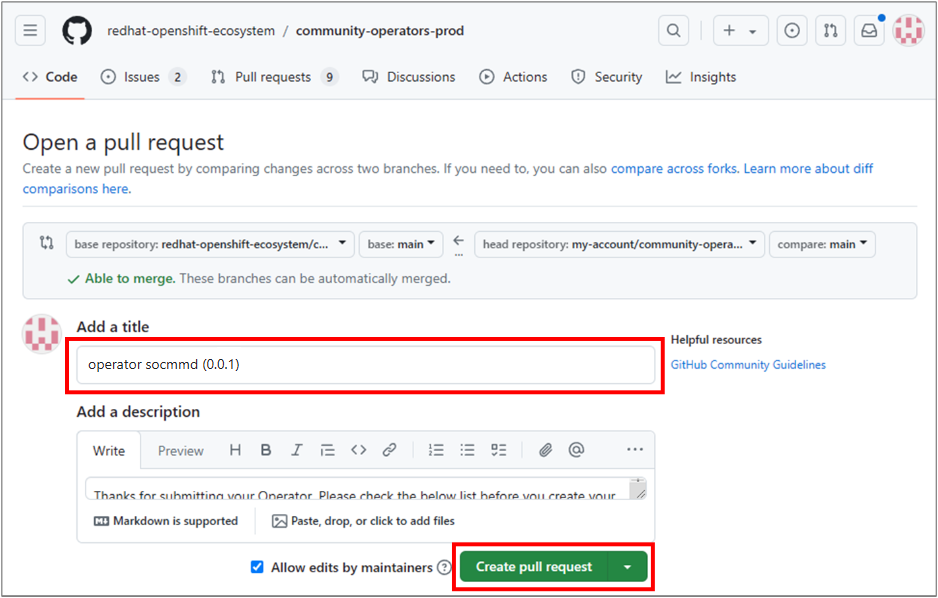 redhat-openshift-ecosystem / community-operators-prod
Code Issues 2 Pull requests 9 Discussions Actions Security Insights
Open a pull request
Create a new pull request by comparing changes across two branches. If you need to, you can also compare across forks. Learn more about diff
comparisons here.
base repository: redhat-openshift-ecosystem/c... base: main ← head repository: my-account/community-opera... compare: main
Able to merge. These branches can be automatically merged.
Add a title
operator socmmd (0.0.1)
Helpful resources
GitHub Community Guidelines
Add a description
Write Preview
Thanks for submitting your Operator. Please check the below list before you create your
Markdown is supported Paste, drop, or click to add files
Allow edits by maintainers ? Create pull request